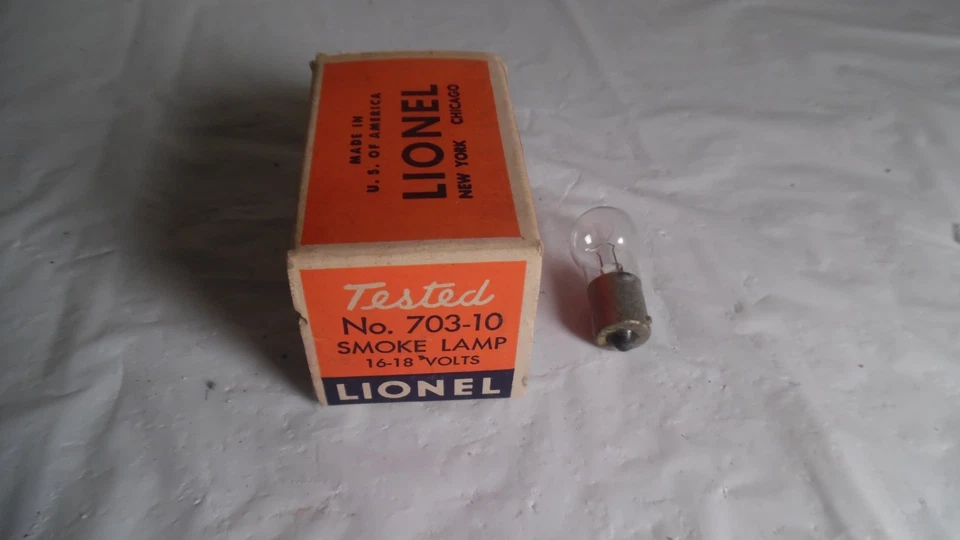 MADE IN
U. S. OF AMERICA
LIONEL
NEW YORK CHICAGO
Tested
No. 703-10
SMOKE LAMP
16-18 VOLTS
LIONEL